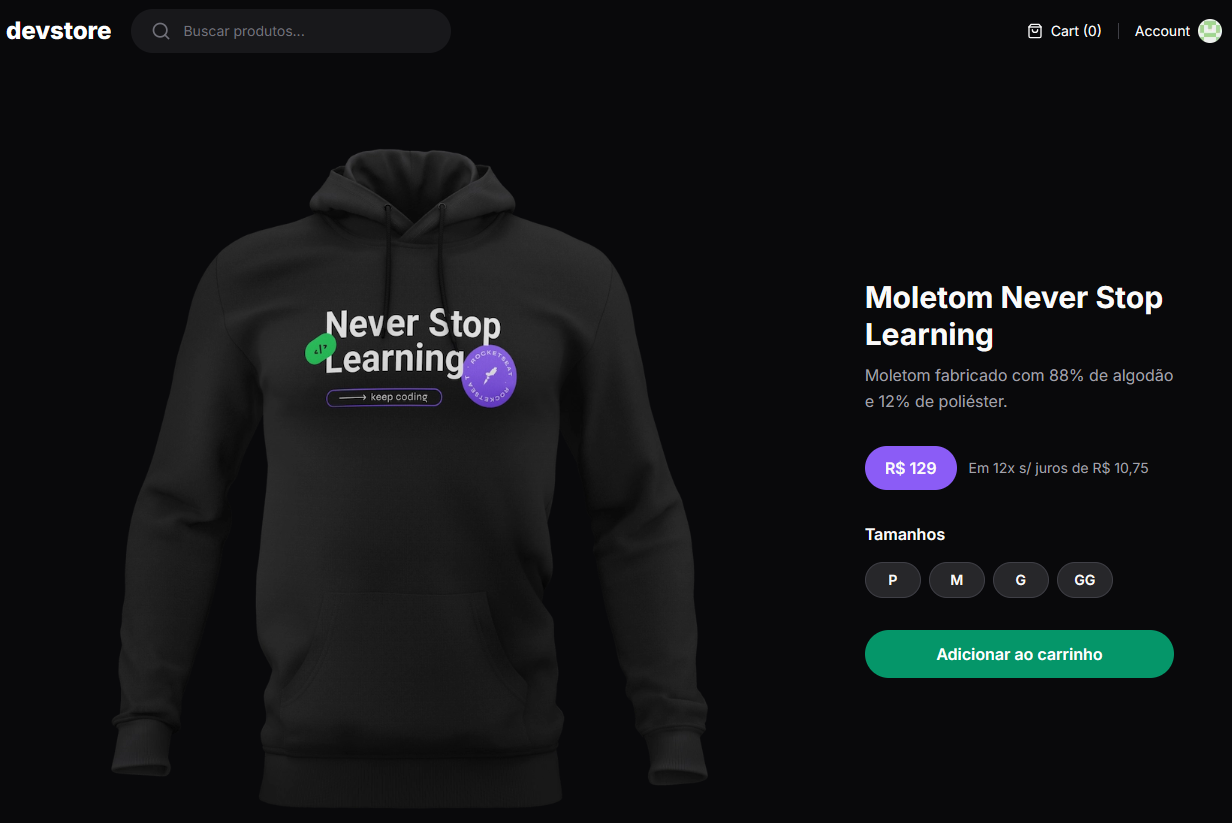 devstore
Buscar produtos...
Cart (0)
Account
Never Stop
Learning
</>
ROCKETSEAT ROCKETSEAT
keep coding
Moletom Never Stop
Learning
Moletom fabricado com 88% de algodão
e 12% de poliéster.
R$ 129
Em 12x s/ juros de R$ 10,75
Tamanhos
P
M
G
GG
Adicionar ao carrinho